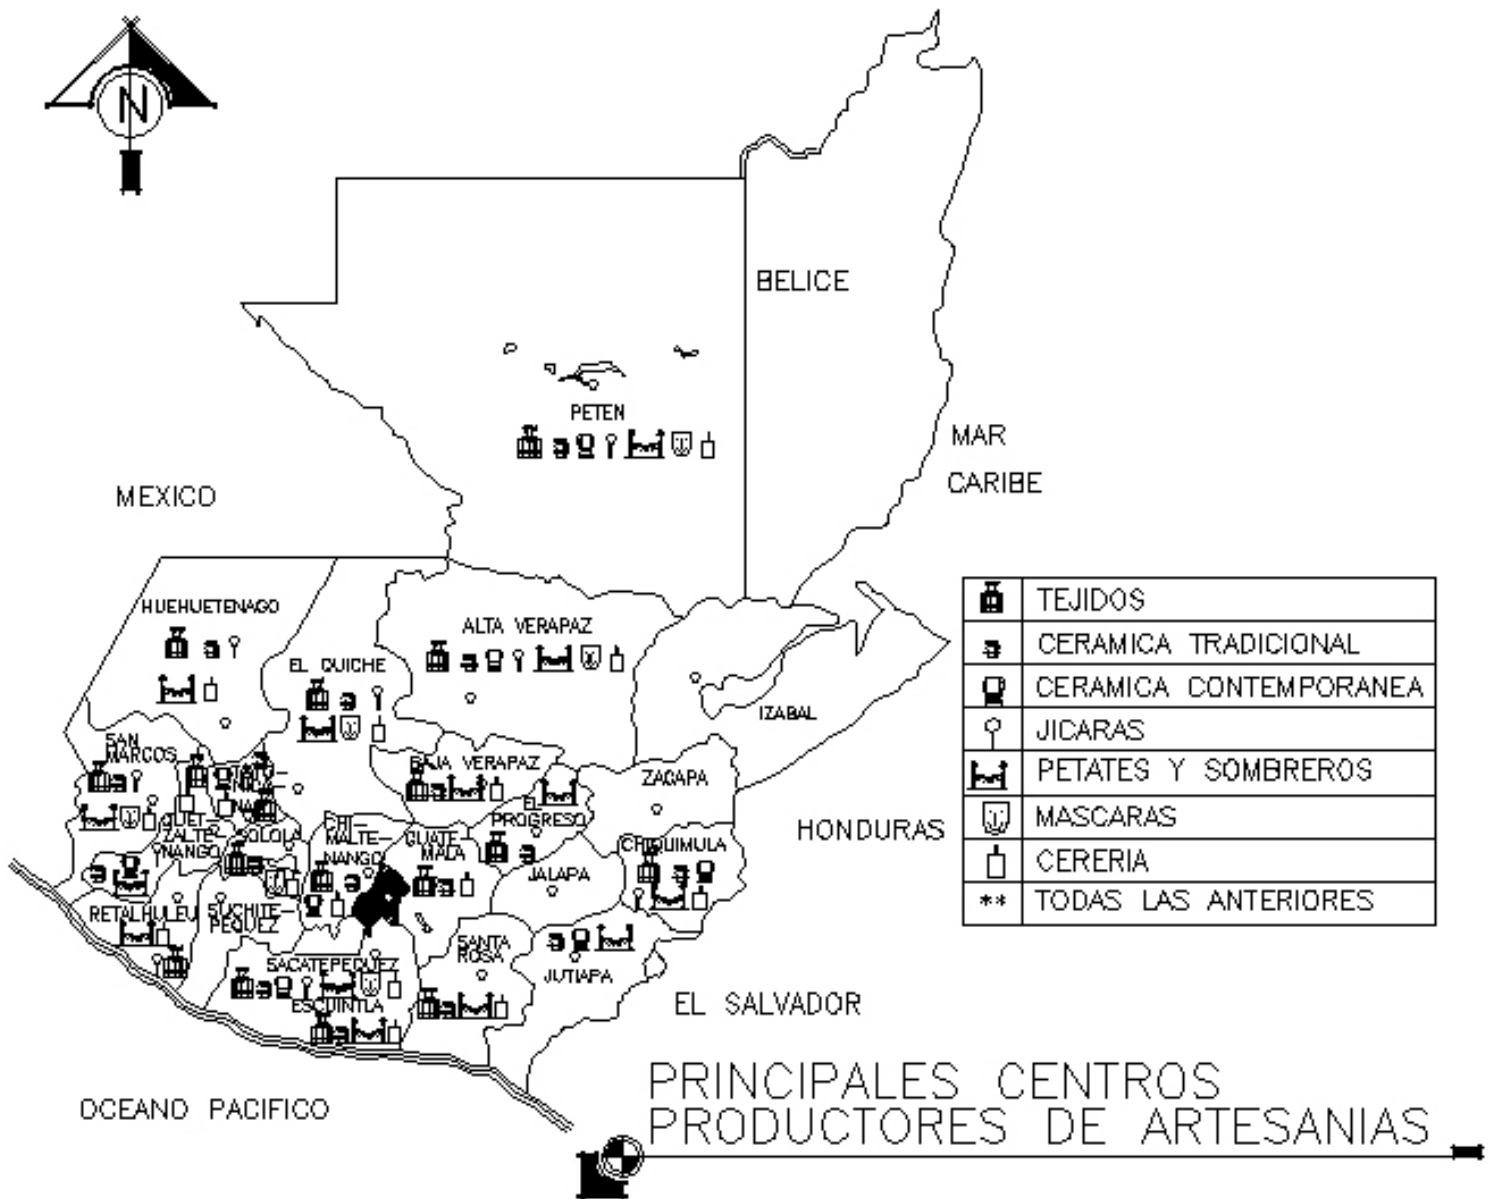 N
BELICE
PETEN
MAR
CARIBE
MEXICO
HUEHUETENAGO
ALTA VERAPAZ
EL QUICHE
IZABAL
SAN
MARCOS
BAJA VERAPAZ
ZACAPA
EL
PROGRESO
QUET-
ZALTE-
NANGO
SOLOLA
CHI
MALTE-
NANGO
GUATE
MALA
CHIQUIMULA
JALAPA
RETALHULEU
SUCHITE-
PEQUEZ
SANTA
ROSA
SACATEPEQUEZ
JUTIAPA
ESCUINTLA
HONDURAS
EL SALVADOR
OCEANO PACIFICO
TEJIDOS
CERAMICA TRADICIONAL
CERAMICA CONTEMPORANEA
JICARAS
PETATES Y SOMBREROS
MASCARAS
CERERIA
** TODAS LAS ANTERIORES
PRINCIPALES CENTROS
PRODUCTORES DE ARTESANIAS